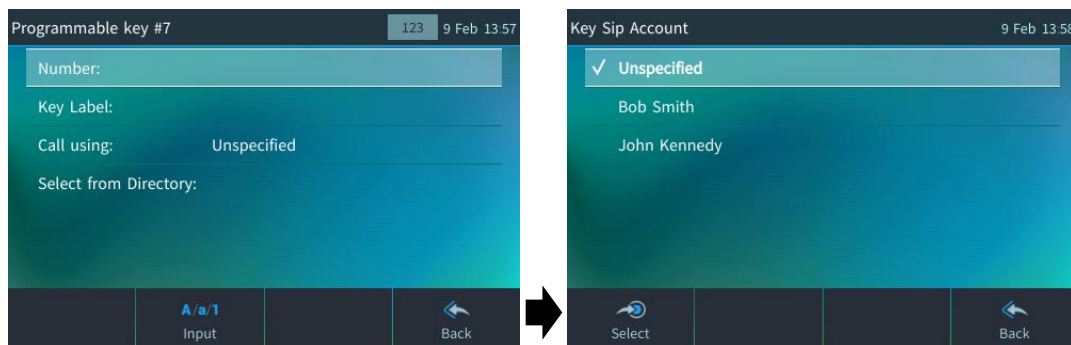 Programmable key #7
123
9 Feb 13:57
Number:
Key Label:
Call using: Unspecified
Select from Directory:
A/a/1
Input
Back
Key Sip Account
9 Feb 13:58
✓ Unspecified
Bob Smith
John Kennedy
Select
Back